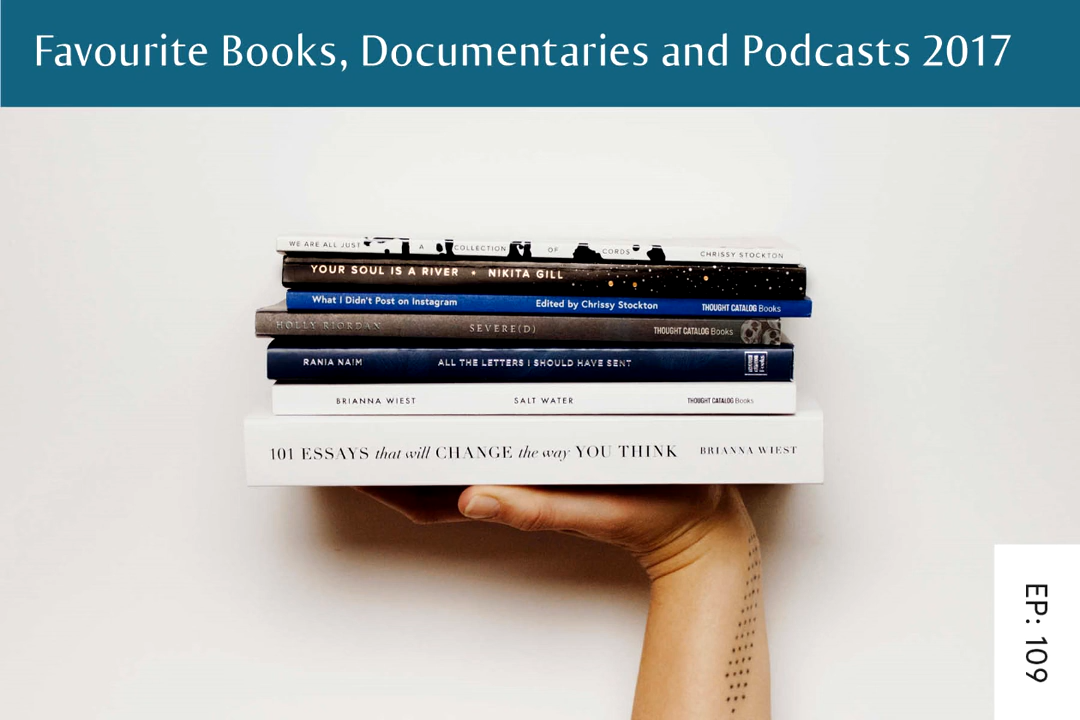 Favourite Books, Documentaries and Podcasts 2017
WE ARE ALL JUST A COLLECTION OF CORDS CHRISSY STOCKTON
YOUR SOUL IS A RIVER • NIKITA GILL
What I Didn't Post on Instagram Edited by Chrissy Stockton THOUGHT CATALOG Books
HOLLY RIORDAN SEVERE(D) THOUGHT CATALOG Books
RANIA NAIM ALL THE LETTERS I SHOULD HAVE SENT
BRIANNA WIEST SALT WATER THOUGHT CATALOG Books
101 ESSAYS that will CHANGE the way YOU THINK BRIANNA WIEST
EP: 109